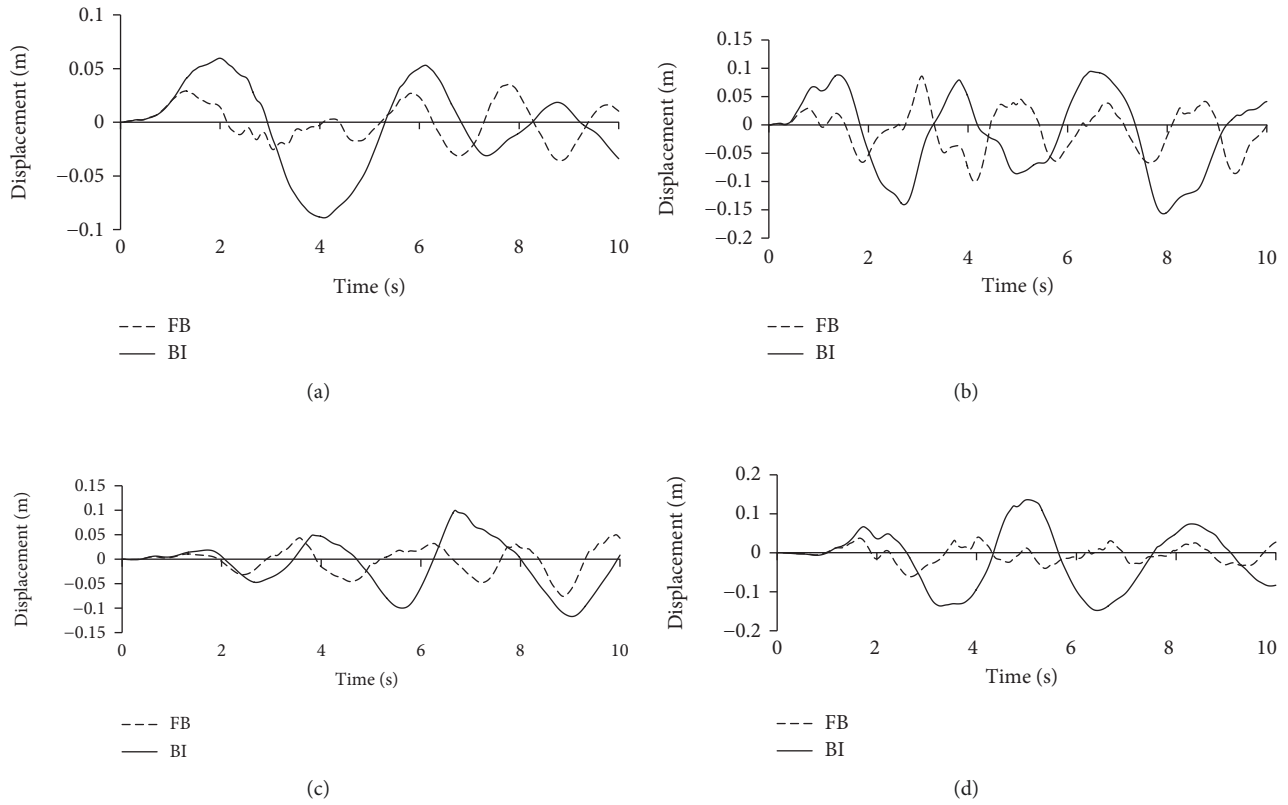 0.1
0.05
0
−0.05
−0.1
Displacement (m)
0 2 4 6 8 10
Time (s)
FB
BI
(a)
0.15
0.1
0.05
0
−0.05
−0.1
−0.15
−0.2
Displacement (m)
0 2 4 6 8 10
Time (s)
FB
BI
(b)
0.15
0.1
0.05
0
−0.05
−0.1
−0.15
Displacement (m)
0 2 4 6 8 10
Time (s)
FB
BI
(c)
0.2
0.1
0
−0.1
−0.2
Displacement (m)
0 2 4 6 8 10
Time (s)
FB
BI
(d)